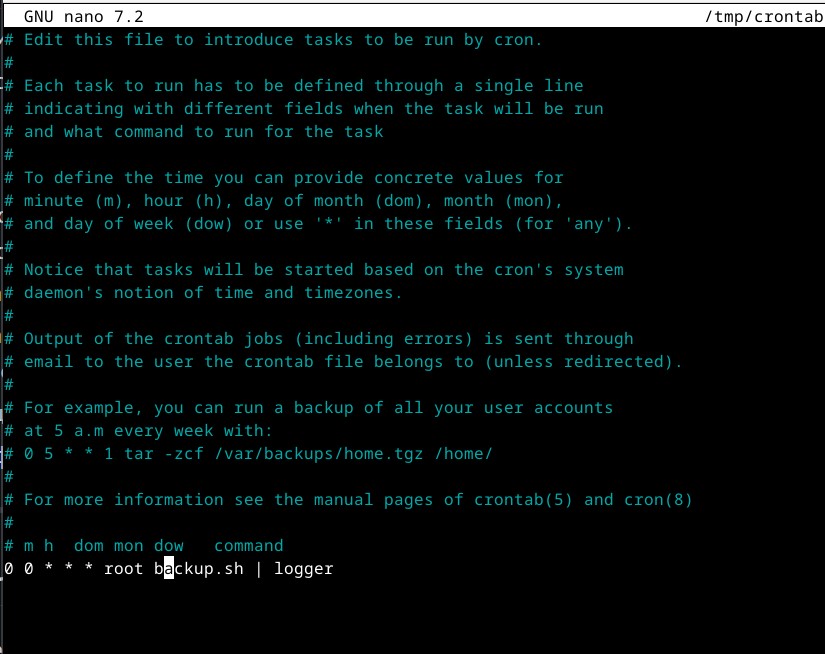 GNU nano 7.2 /tmp/crontab
# Edit this file to introduce tasks to be run by cron.
#
# Each task to run has to be defined through a single line
# indicating with different fields when the task will be run
# and what command to run for the task
#
# To define the time you can provide concrete values for
# minute (m), hour (h), day of month (dom), month (mon),
# and day of week (dow) or use '*' in these fields (for 'any').
#
# Notice that tasks will be started based on the cron's system
# daemon's notion of time and timezones.
#
# Output of the crontab jobs (including errors) is sent through
# email to the user the crontab file belongs to (unless redirected).
#
# For example, you can run a backup of all your user accounts
# at 5 a.m every week with:
# 0 5 * * 1 tar -zcf /var/backups/home.tgz /home/
#
# For more information see the manual pages of crontab(5) and cron(8)
#
# m h  dom mon dow   command
0 0 * * * root backup.sh | logger